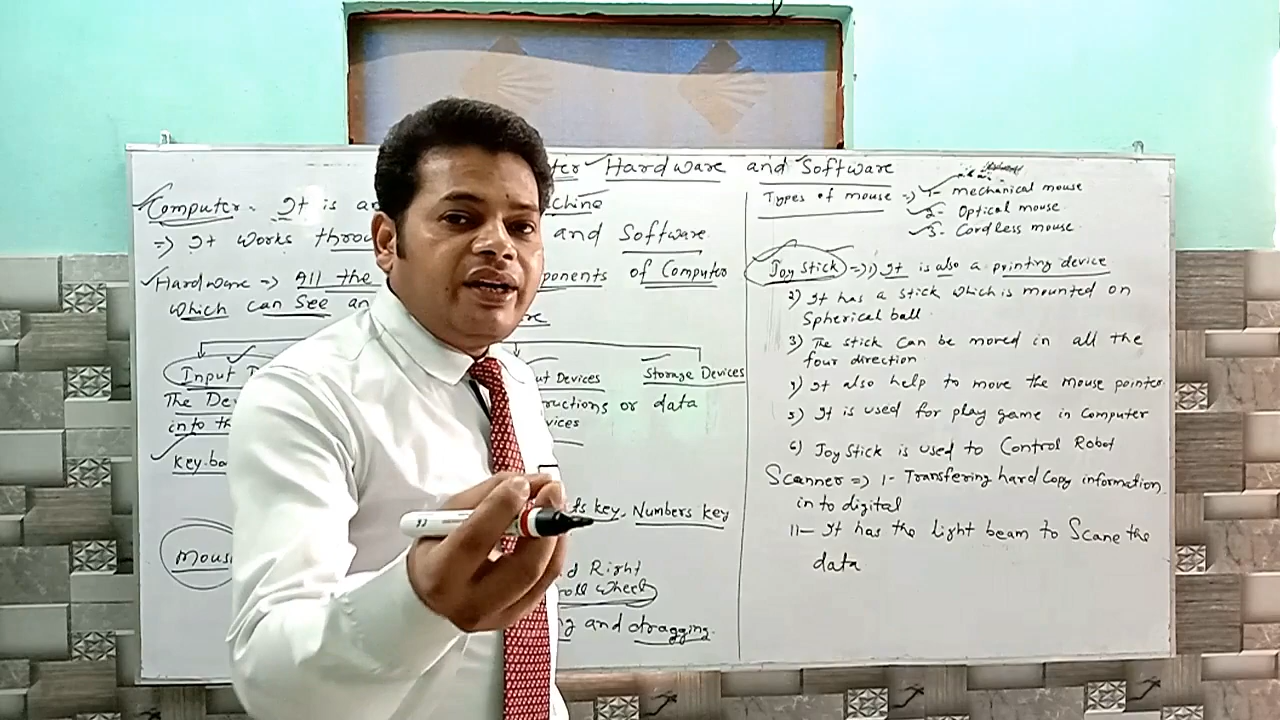 ter Hardware and Software
Computer = It is an
chine
=> It works throu
and Software
Hardware => All the
ponents of Computer
which can See an
Input D
ut Devices
Storage Devices
The Dev
ructions or data
into th
vices
Key-boa
ds key, Numbers Key
Mous
d Right
oll wheel
g and dragging.
Types of mouse => 1- mechanical mouse
2- Optical mouse
3- Cordless mouse
Joy Stick => 1) It is also a printing device
2) It has a stick which is mounted on
Spherical ball
3) The stick can be moved in all the
four direction
4) It also help to move the mouse pointer
5) It is used for play game in Computer
6) Joy Stick is used to Control Robot
Scanner => 1- Transfering hard Copy information
in to digital
11- It has the light beam to Scane the
data